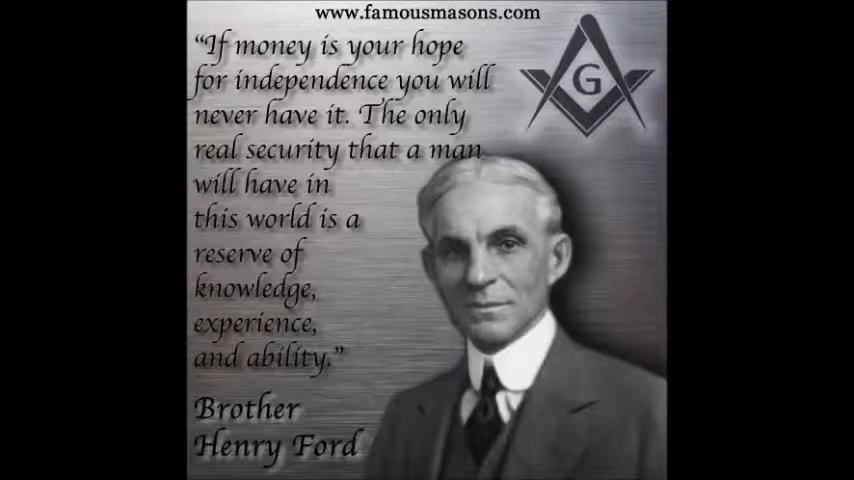 www.famousmasons.com
"If money is your hope
for independence you will
never have it. The only
real security that a man
will have in
this world is a
reserve of
knowledge,
experience,
and ability."
Brother
Henry Ford
G